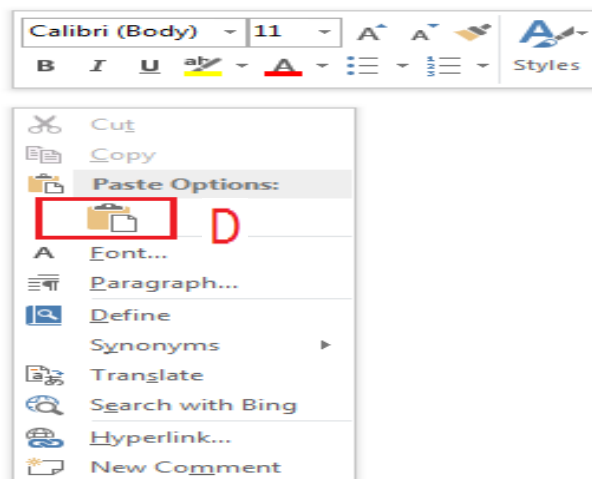 Calibri (Body) 11 A A
B I U ab A Styles
Cut
Copy
Paste Options:
D
A Font...
Paragraph...
Define
Synonyms
Translate
Search with Bing
Hyperlink...
New Comment